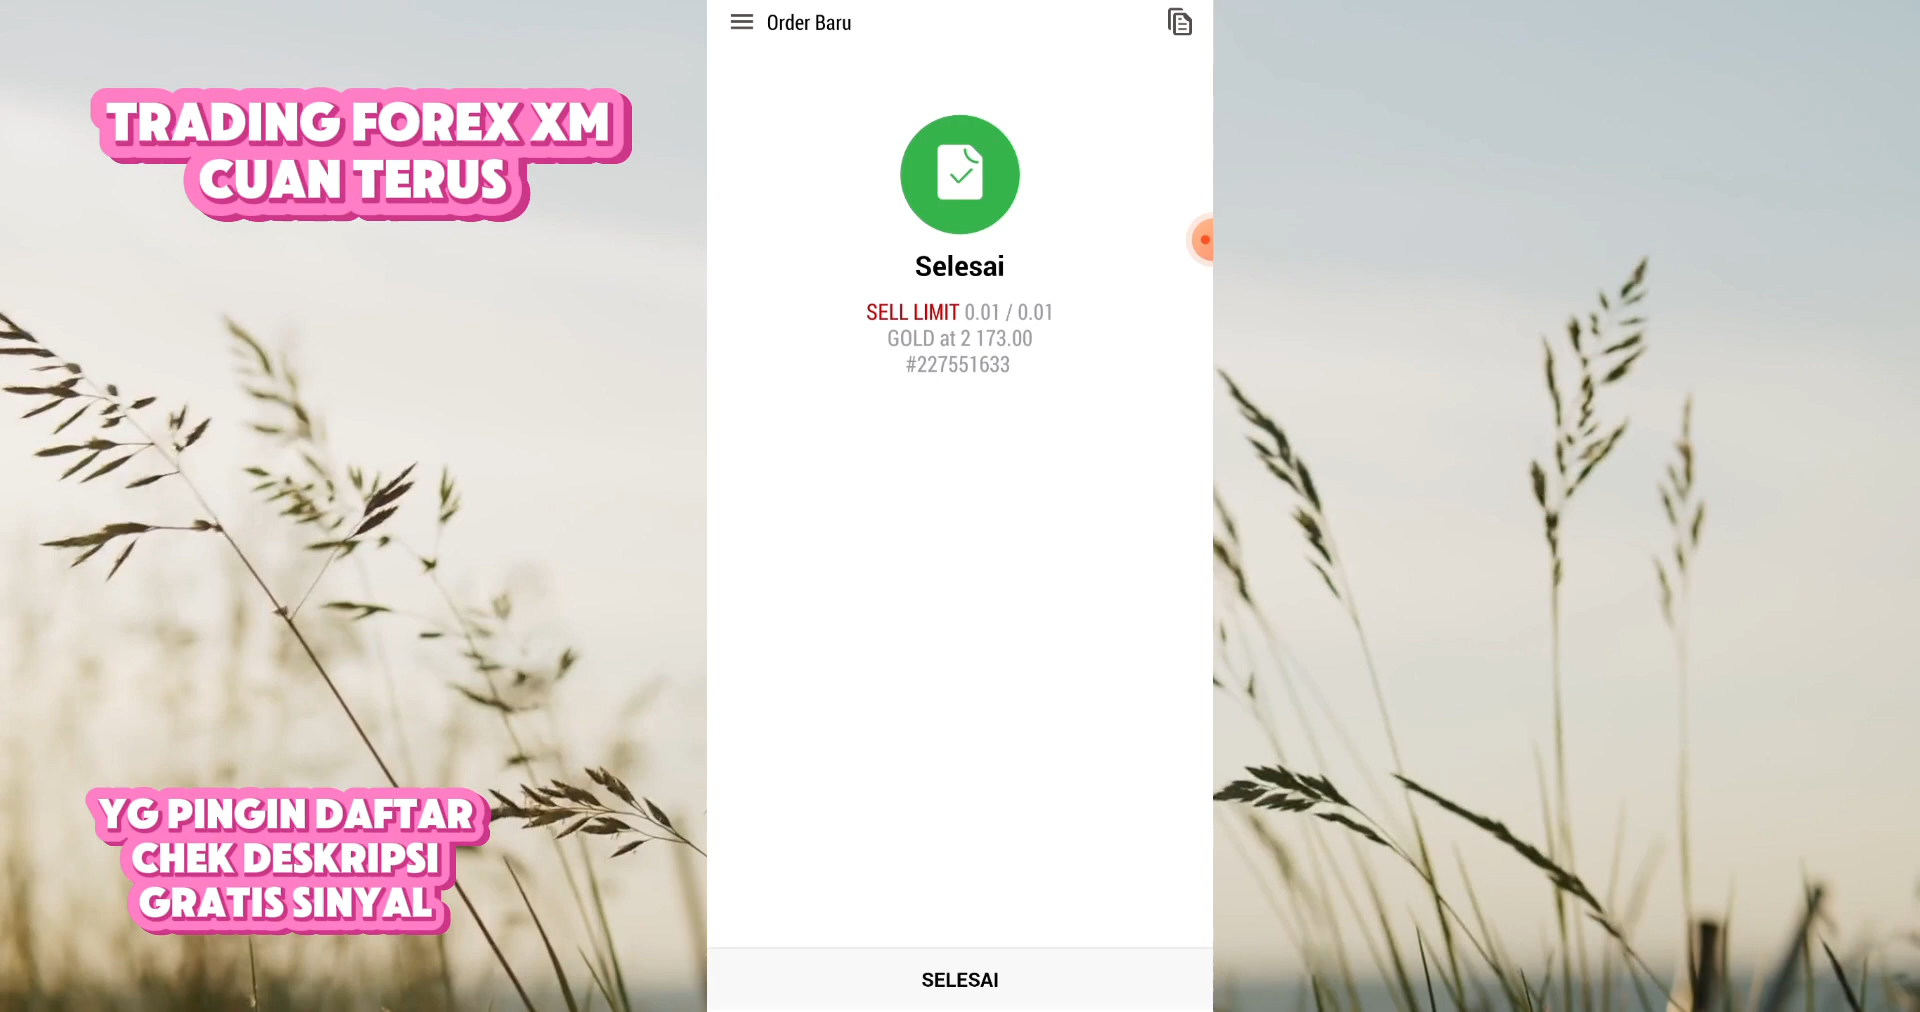 TRADING FOREX XM
CUAN TERUS
Order Baru
Selesai
SELL LIMIT 0.01 / 0.01
GOLD at 2 173.00
#227551633
YG PINGIN DAFTAR
CHEK DESKRIPSI
GRATIS SINYAL
SELESAI